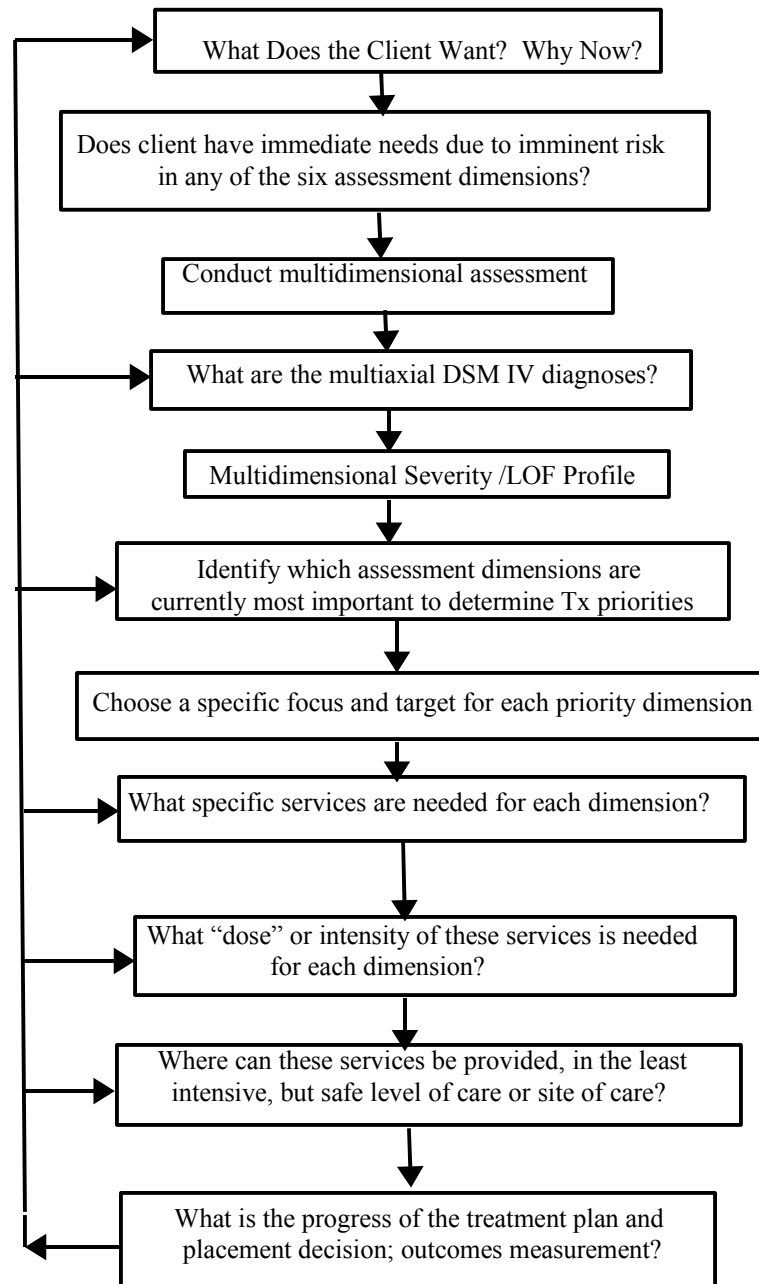 What Does the Client Want?  Why Now?
Does client have immediate needs due to imminent risk
in any of the six assessment dimensions?
Conduct multidimensional assessment
What are the multiaxial DSM IV diagnoses?
Multidimensional Severity /LOF Profile
Identify which assessment dimensions are
currently most important to determine Tx priorities
Choose a specific focus and target for each priority dimension
What specific services are needed for each dimension?
What “dose” or intensity of these services is needed
for each dimension?
Where can these services be provided, in the least
intensive, but safe level of care or site of care?
What is the progress of the treatment plan and
placement decision; outcomes measurement?